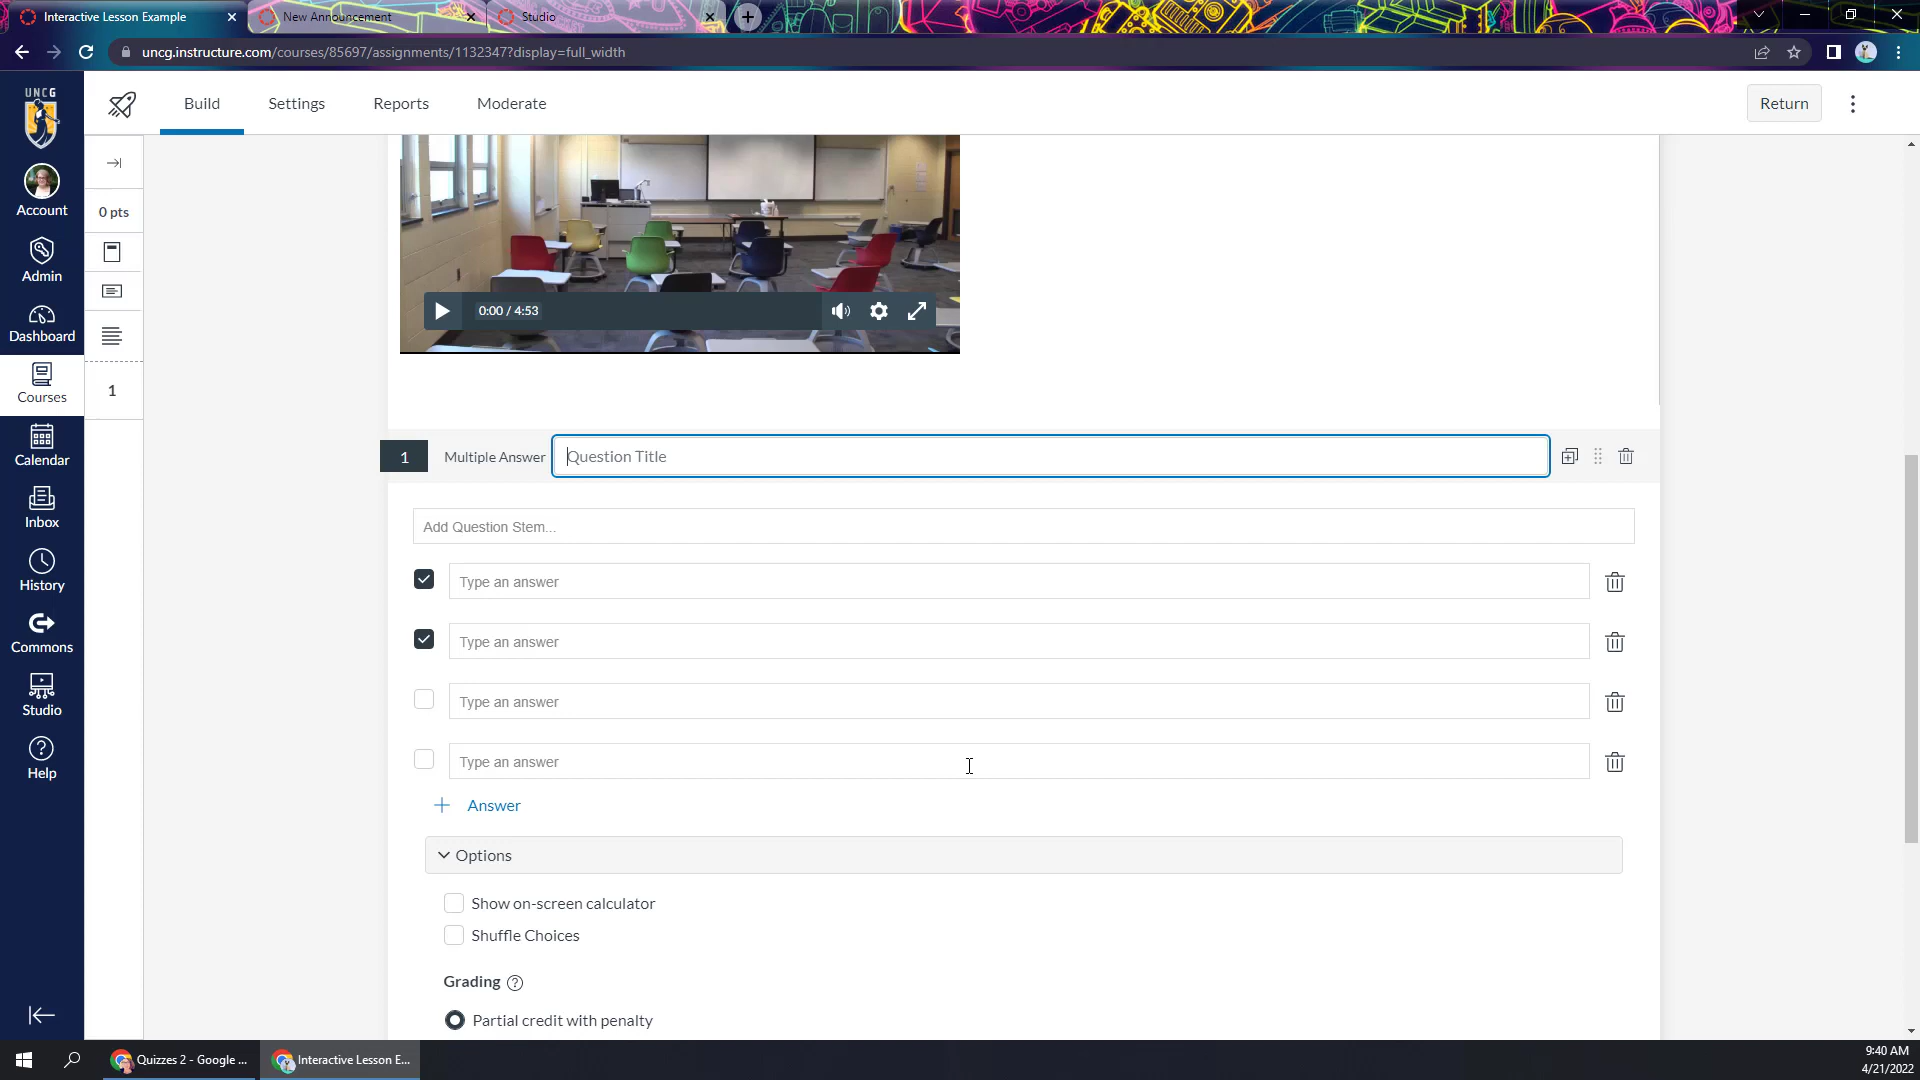 Interactive Lesson Example
New Announcement
Studio
uncg.instructure.com/courses/85697/assignments/1132347?display=full_width
UNCG
Account
Admin
Dashboard
Courses
Calendar
Inbox
History
Commons
Studio
Help
Build
Settings
Reports
Moderate
Return
0 pts
1
0:00 / 4:53
1
Multiple Answer
Question Title
Add Question Stem...
Type an answer
Type an answer
Type an answer
Type an answer
+ Answer
Options
Show on-screen calculator
Shuffle Choices
Grading ?
Partial credit with penalty
Quizzes 2 - Google ...
Interactive Lesson E...
9:40 AM
4/21/2022